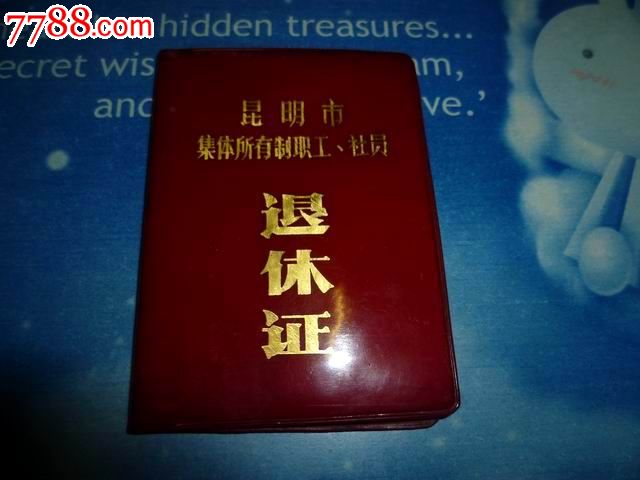 7788.com
hidden treasures...
ecret wis
am,
and
ve.'
昆明市
集体所有制职工、社员
退
休
证